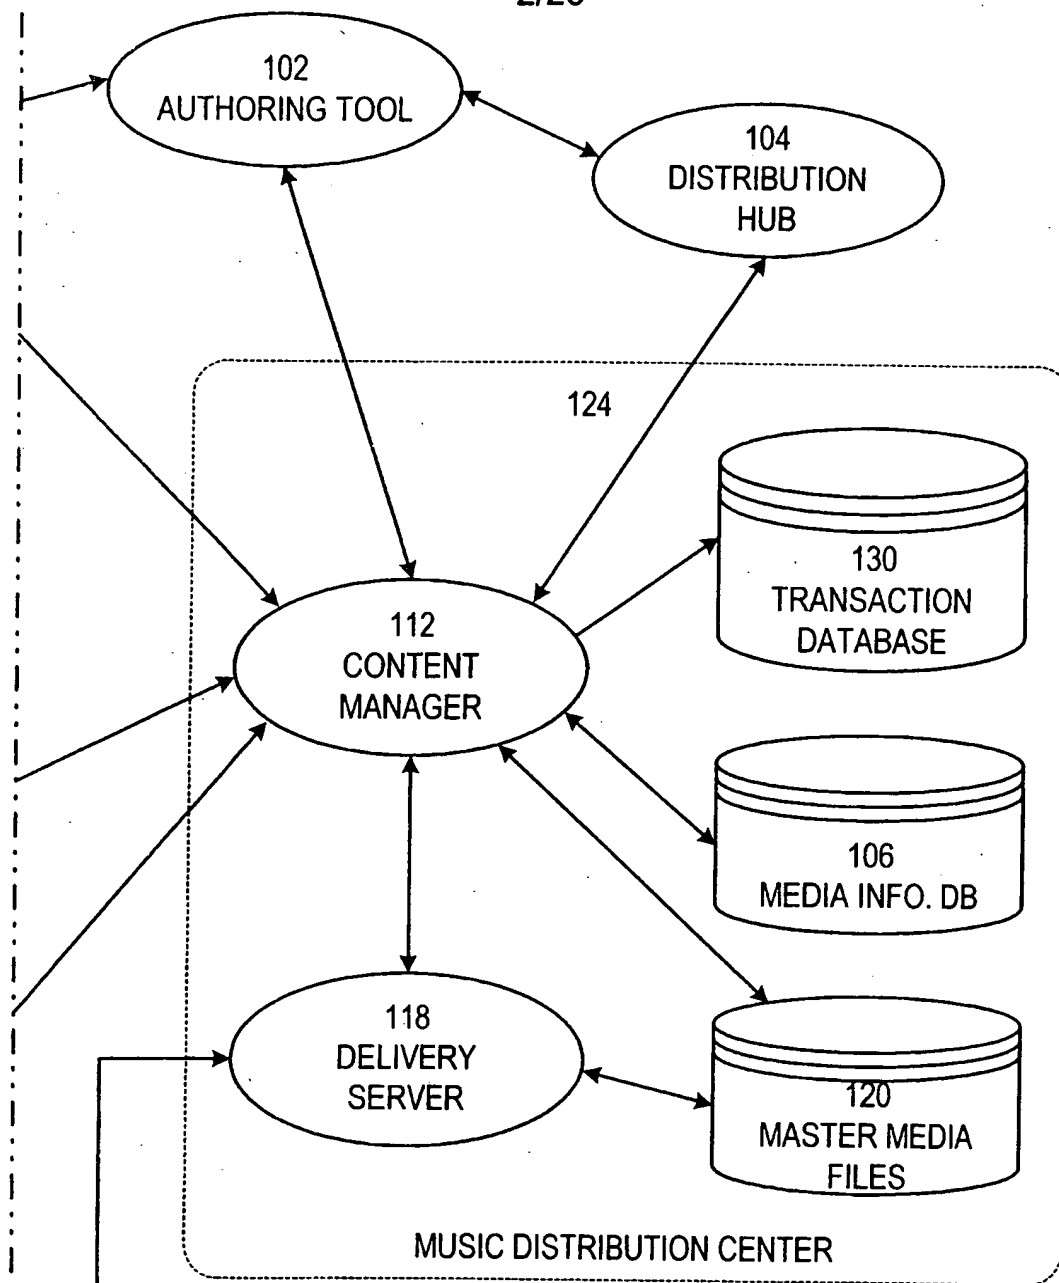 102
AUTHORING TOOL
104
DISTRIBUTION
HUB
124
130
TRANSACTION
DATABASE
112
CONTENT
MANAGER
106
MEDIA INFO. DB
118
DELIVERY
SERVER
120
MASTER MEDIA
FILES
MUSIC DISTRIBUTION CENTER